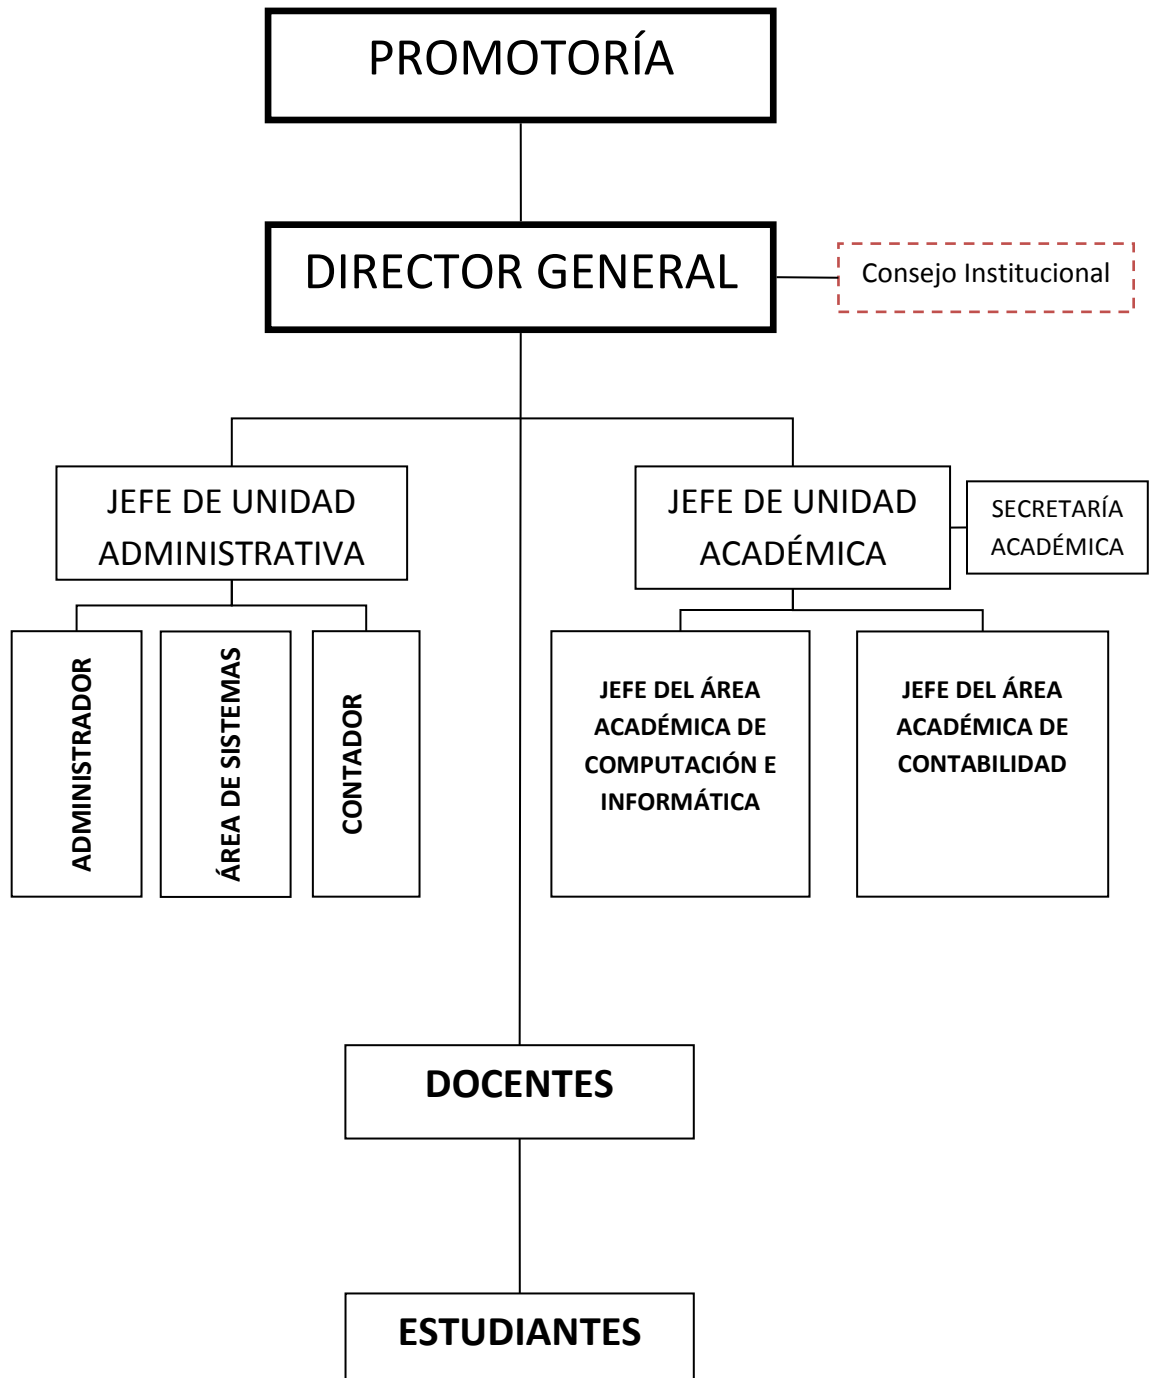 PROMOTORÍA
DIRECTOR GENERAL
Consejo Institucional
JEFE DE UNIDAD
ADMINISTRATIVA
JEFE DE UNIDAD
ACADÉMICA
SECRETARÍA
ACADÉMICA
ADMINISTRADOR
ÁREA DE SISTEMAS
CONTADOR
JEFE DEL ÁREA
ACADÉMICA DE
COMPUTACIÓN E
INFORMÁTICA
JEFE DEL ÁREA
ACADÉMICA DE
CONTABILIDAD
DOCENTES
ESTUDIANTES